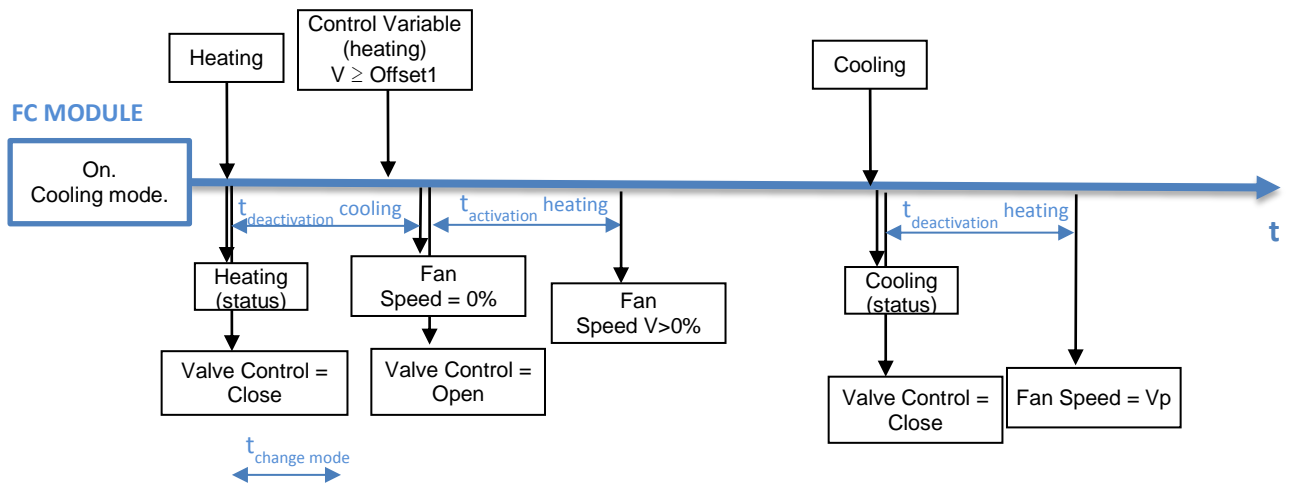 Heating
Control Variable
(heating)
V ≥ Offset1
Cooling
FC MODULE
On.
Cooling mode.
t deactivation cooling
t activation heating
t deactivation heating
t
Heating
(status)
Fan
Speed = 0%
Fan
Speed V>0%
Cooling
(status)
Valve Control =
Close
Valve Control =
Open
Valve Control =
Close
Fan Speed = Vp
t change mode